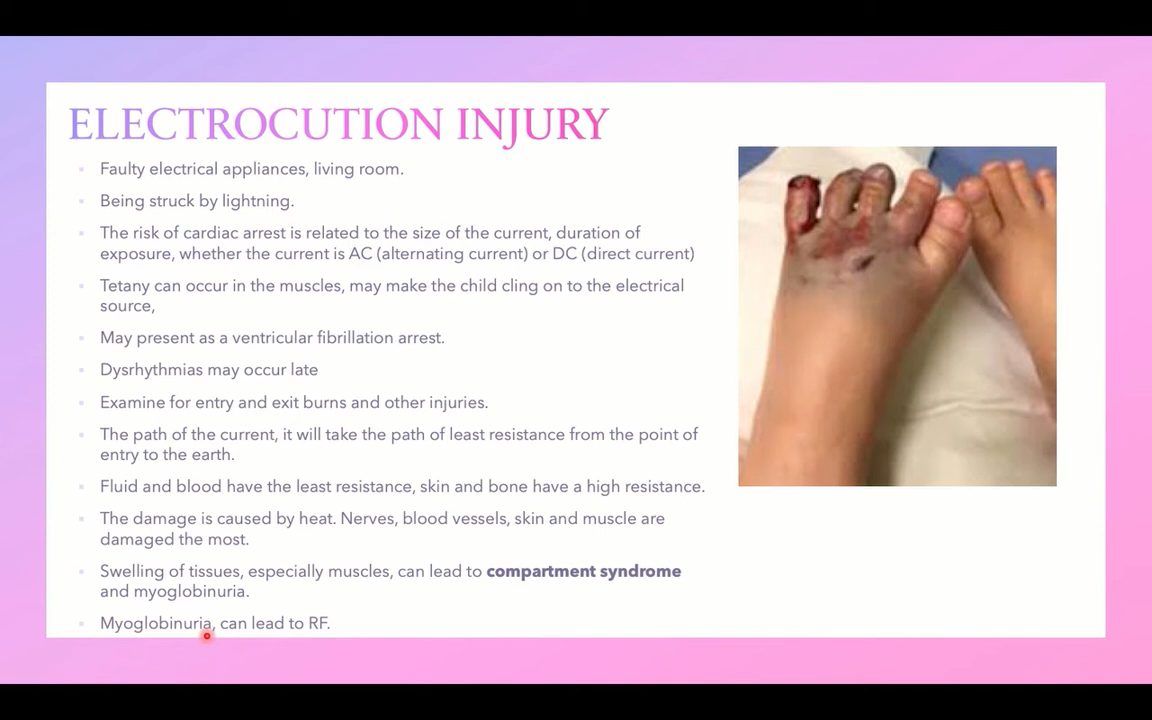 ELECTROCUTION INJURY
Faulty electrical appliances, living room.
Being struck by lightning.
The risk of cardiac arrest is related to the size of the current, duration of
exposure, whether the current is AC (alternating current) or DC (direct current)
Tetany can occur in the muscles, may make the child cling on to the electrical
source,
May present as a ventricular fibrillation arrest.
Dysrhythmias may occur late
Examine for entry and exit burns and other injuries.
The path of the current, it will take the path of least resistance from the point of
entry to the earth.
Fluid and blood have the least resistance, skin and bone have a high resistance.
The damage is caused by heat. Nerves, blood vessels, skin and muscle are
damaged the most.
Swelling of tissues, especially muscles, can lead to compartment syndrome
and myoglobinuria.
Myoglobinuria, can lead to RF.